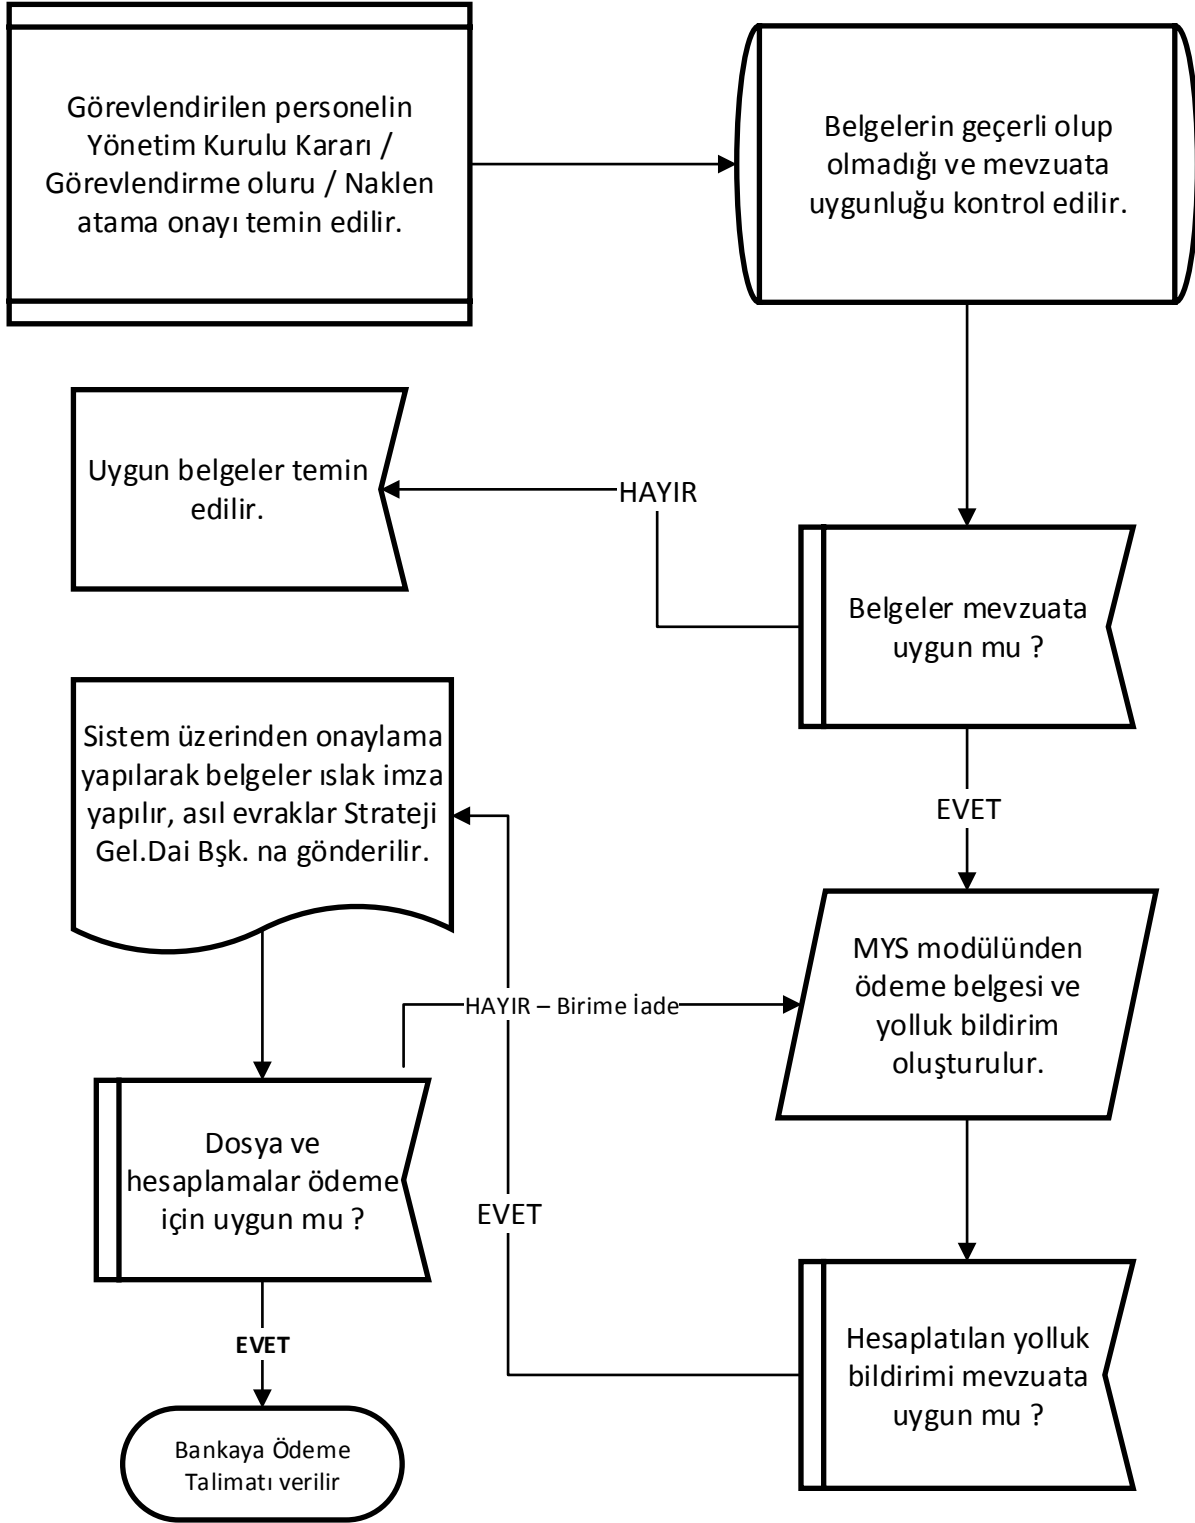 Görevlendirilen personelin
Yönetim Kurulu Kararı /
Görevlendirme oluru / Naklen
atama onayı temin edilir.
Belgelerin geçerli olup
olmadığı ve mevzuata
uygunluğu kontrol edilir.
Uygun belgeler temin
edilir.
HAYIR
Belgeler mevzuata
uygun mu ?
EVET
Sistem üzerinden onaylama
yapılarak belgeler ıslak imza
yapılır, asıl evraklar Strateji
Gel.Dai Bşk. na gönderilir.
MYS modülünden
ödeme belgesi ve
yolluk bildirim
oluşturulur.
HAYIR – Birime İade
Dosya ve
hesaplamalar ödeme
için uygun mu ?
EVET
Hesaplatılan yolluk
bildirimi mevzuata
uygun mu ?
EVET
Bankaya Ödeme
Talimatı verilir